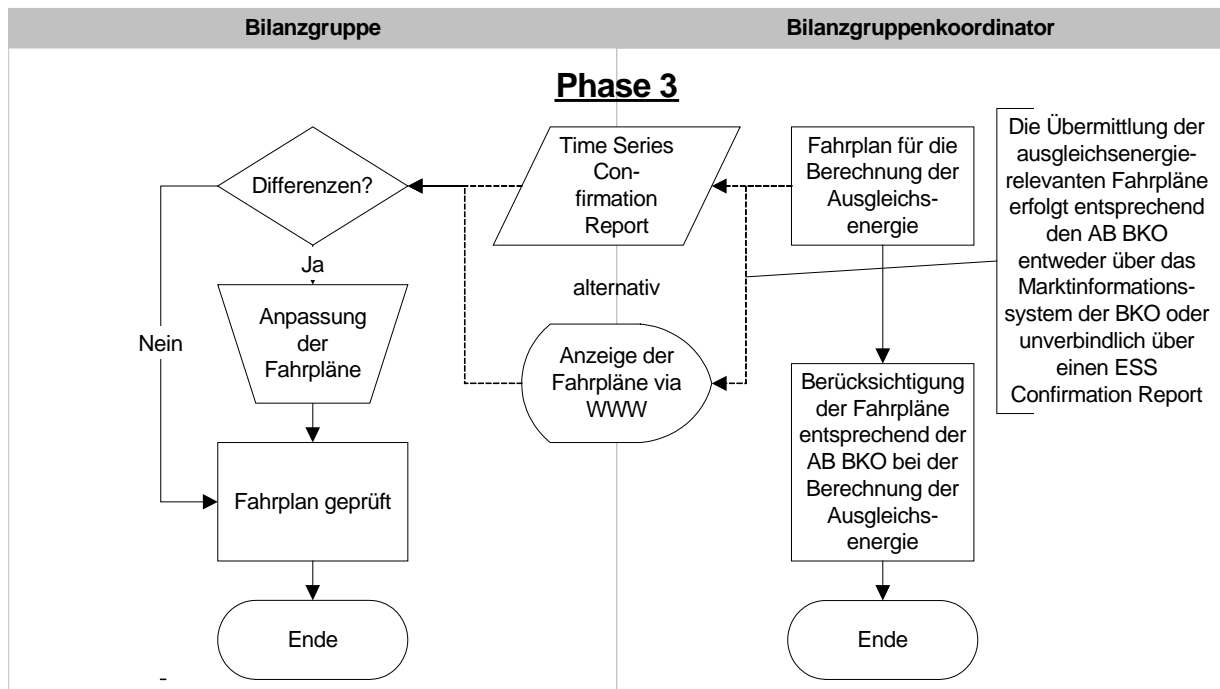 Bilanzgruppe
Bilanzgruppenkoordinator
Phase 3
Differenzen?
Ja
Nein
Anpassung
der
Fahrpläne
Fahrplan geprüft
Ende
Time Series
Con-
firmation
Report
alternativ
Anzeige der
Fahrpläne via
WWW
Fahrplan für die
Berechnung der
Ausgleichs-
energie
Berücksichtigung
der Fahrpläne
entsprechend der
AB BKO bei der
Berechnung der
Ausgleichs-
energie
Ende
Die Übermittlung der
ausgleichsenergie-
relevanten Fahrpläne
erfolgt entsprechend
den AB BKO
entweder über das
Marktinformations-
system der BKO oder
unverbindlich über
einen ESS
Confirmation Report
-